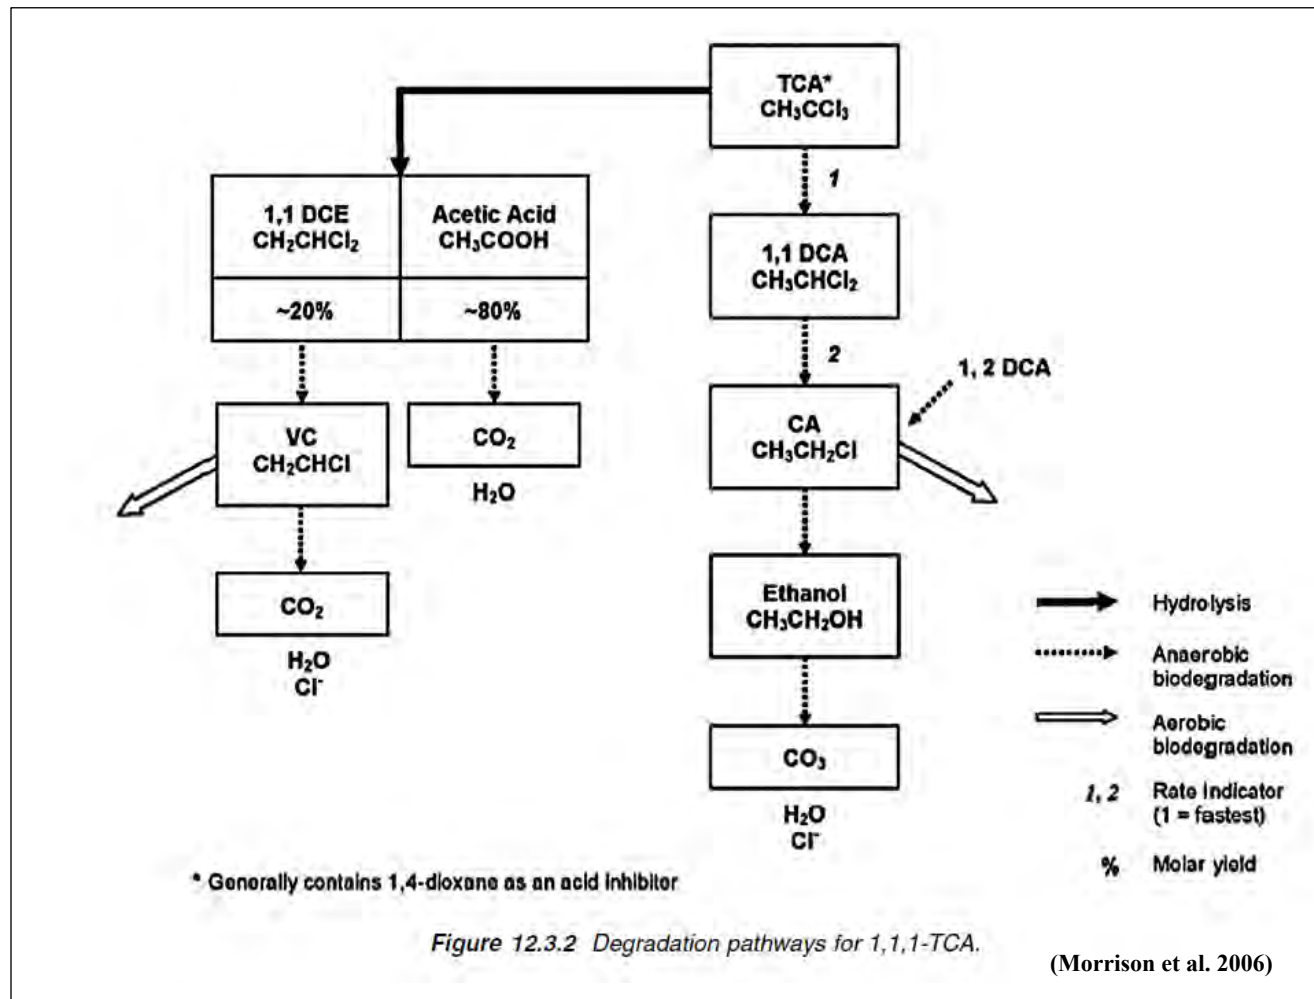 TCA*
CH₃CCl₃
1
1,1 DCE
CH₂CHCl₂
Acetic Acid
CH₃COOH
~20%
~80%
1,1 DCA
CH₃CHCl₂
2
1, 2 DCA
VC
CH₂CHCl
CO₂
H₂O
CA
CH₃CH₂Cl
CO₂
H₂O
Cl⁻
Ethanol
CH₃CH₂OH
CO₃
H₂O
Cl⁻
Hydrolysis
Anaerobic
biodegradation
Aerobic
biodegradation
1, 2 Rate Indicator
(1 = fastest)
% Molar yield
* Generally contains 1,4-dioxane as an acid inhibitor
Figure 12.3.2 Degradation pathways for 1,1,1-TCA.
(Morrison et al. 2006)